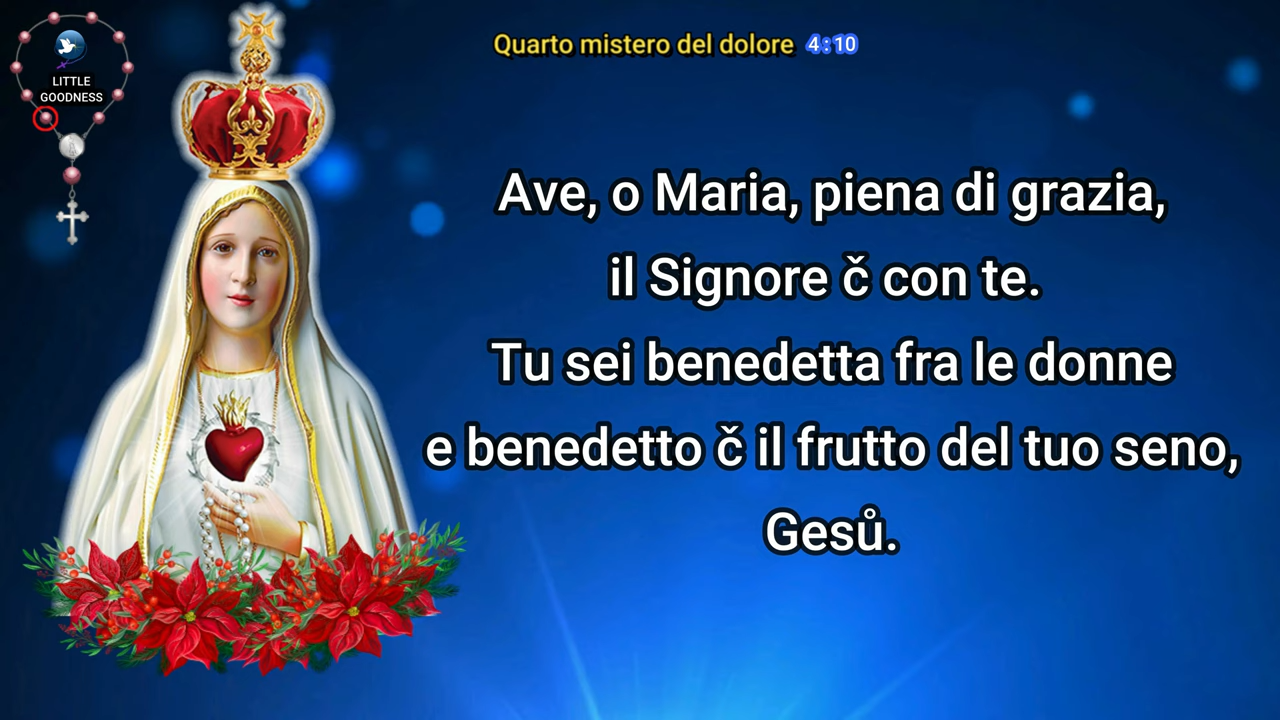 LITTLE
GOODNESS
Quarto mistero del dolore 4:10
Ave, o Maria, piena di grazia,
il Signore č con te.
Tu sei benedetta fra le donne
e benedetto č il frutto del tuo seno,
Gesů.